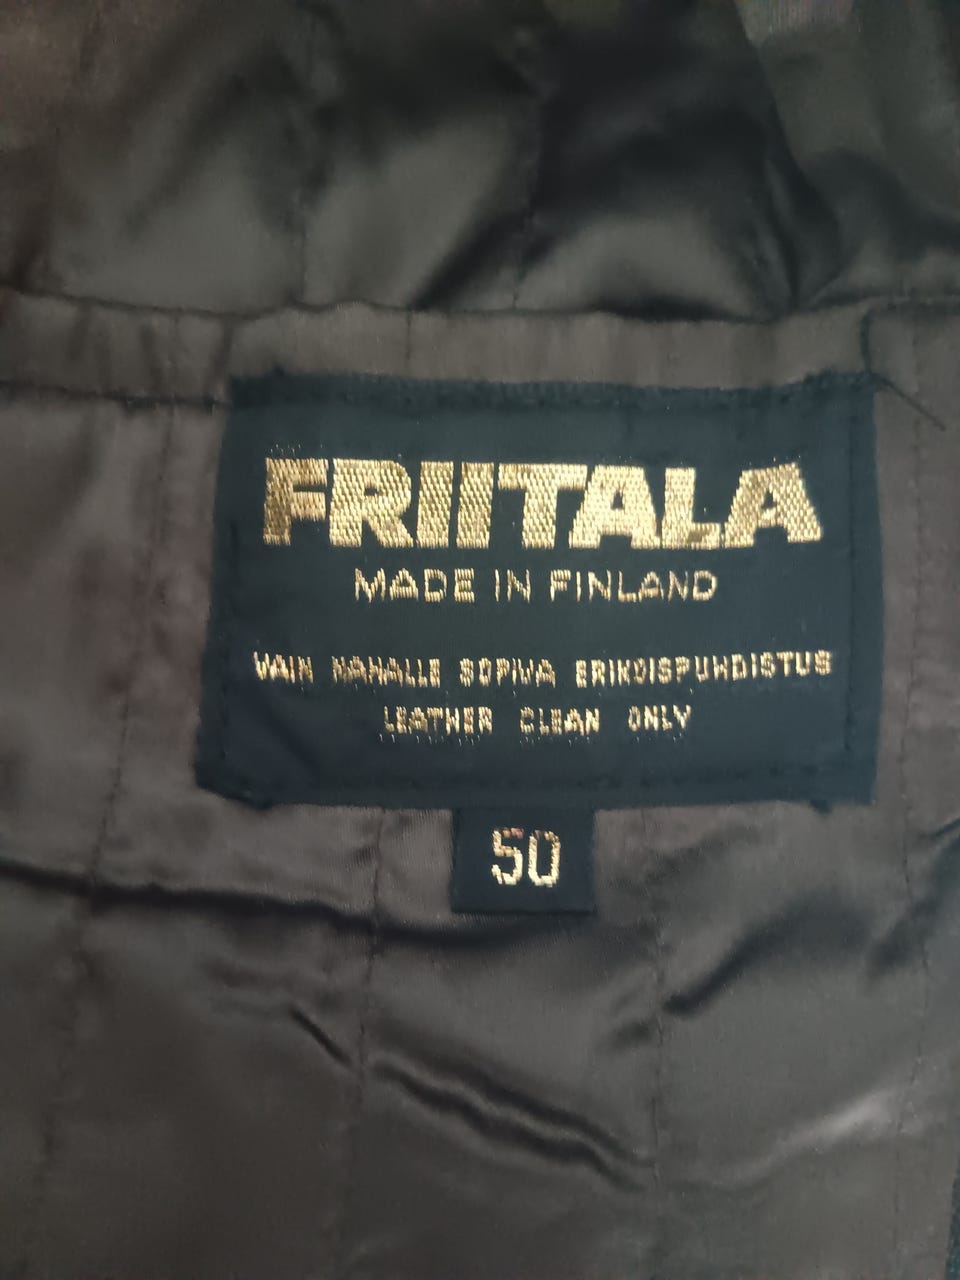 FRIITALA
MADE IN FINLAND
VAIN NAHALLE SOPIVA ERIKOISPUHDISTUS
LEATHER CLEAN ONLY
50